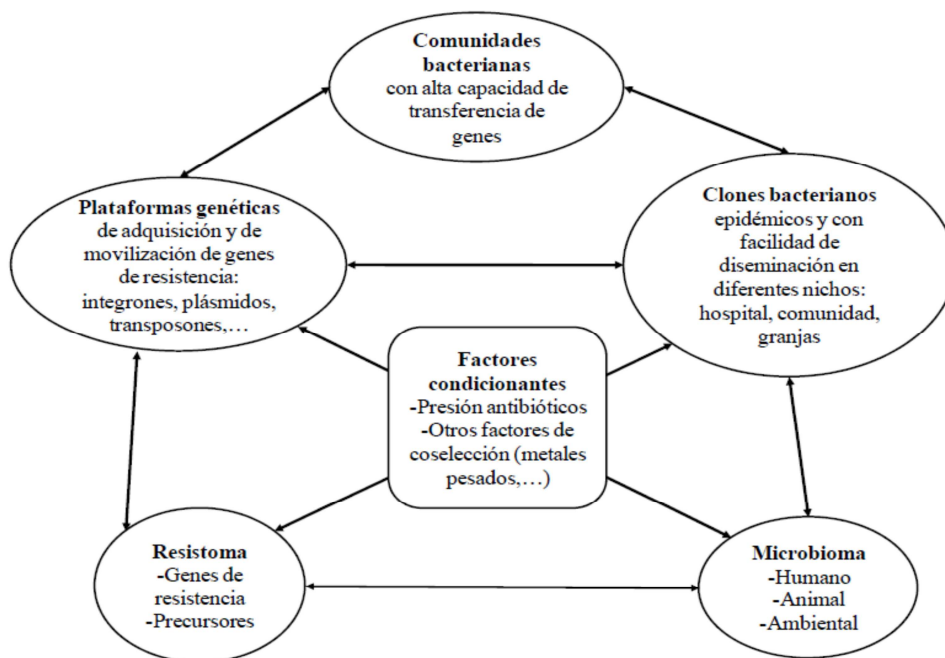 Comunidades
bacterianas
con alta capacidad de
transferencia de
genes
Plataformas genéticas
de adquisición y de
movilización de genes
de resistencia:
integrones, plásmidos,
transposones,…
Clones bacterianos
epidémicos y con
facilidad de
diseminación en
diferentes nichos:
hospital, comunidad,
granjas
Factores
condicionantes
-Presión antibióticos
-Otros factores de
coselección (metales
pesados,…)
Resistoma
-Genes de
resistencia
-Precursores
Microbioma
-Humano
-Animal
-Ambiental